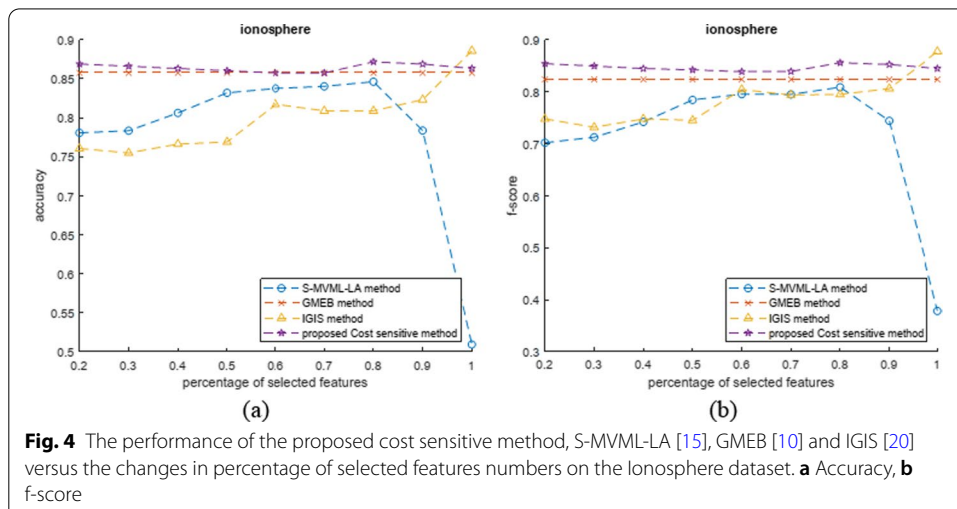 ionosphere
0.9
0.85
0.8
0.75
0.7
0.65
0.6
0.55
0.5
accuracy
S-MVML-LA method
GMEB method
IGIS method
proposed Cost sensitive method
0.2 0.3 0.4 0.5 0.6 0.7 0.8 0.9 1
percentage of selected features
(a)
ionosphere
0.9
0.8
0.7
0.6
0.5
0.4
0.3
f-score
S-MVML-LA method
GMEB method
IGIS method
proposed Cost sensitive method
0.2 0.3 0.4 0.5 0.6 0.7 0.8 0.9 1
percentage of selected features
(b)
Fig. 4 The performance of the proposed cost sensitive method, S-MVML-LA [15], GMEB [10] and IGIS [20]
versus the changes in percentage of selected features numbers on the Ionosphere dataset. a Accuracy, b
f-score